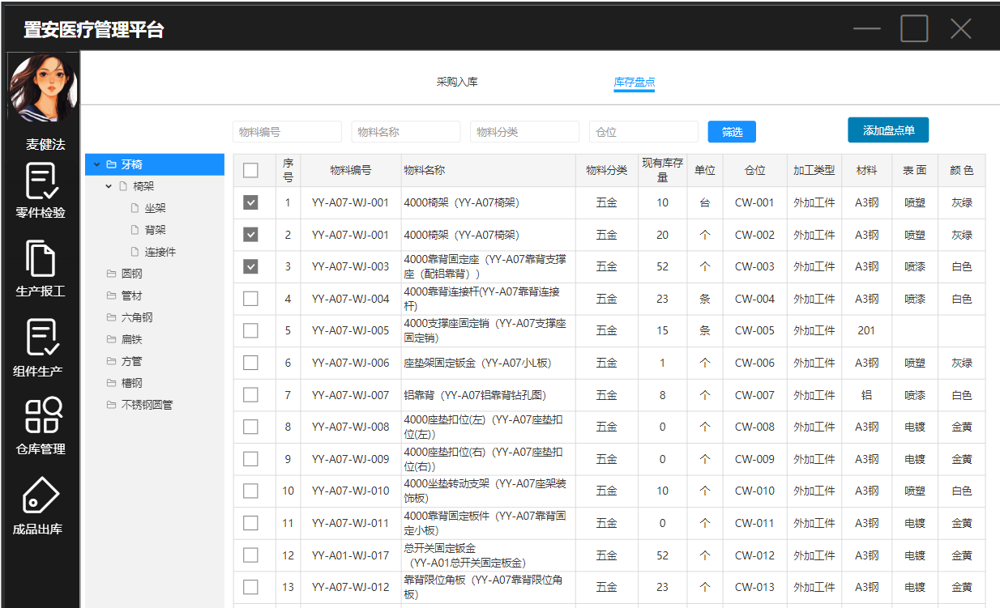 置安医疗管理平台
麦健法
零件检验
生产报工
组件生产
仓库管理
成品出库
采购入库 库存盘点
物料编号 物料名称 物料分类 仓位 筛选 添加盘点单
牙椅
椅架
坐架
背架
连接件
圆钢
管材
六角钢
扁铁
方管
槽钢
不锈钢圆管
序号 物料编号 物料名称 物料分类 现有库存量 单位 仓位 加工类型 材料 表面 颜色
1 YY-A07-WJ-001 4000椅架（YY-A07椅架） 五金 10 台 CW-001 外加工件 A3钢 喷塑 灰绿
2 YY-A07-WJ-001 4000椅架（YY-A07椅架） 五金 20 个 CW-002 外加工件 A3钢 喷塑 灰绿
3 YY-A07-WJ-003 4000靠背固定座（YY-A07靠背支撑座（配铝靠背）） 五金 52 个 CW-003 外加工件 A3钢 喷漆 白色
4 YY-A07-WJ-004 4000靠背连接杆(YY-A07靠背连接杆) 五金 23 条 CW-004 外加工件 A3钢 喷漆 白色
5 YY-A07-WJ-005 4000支撑座固定销（YY-A07支撑座固定销） 五金 15 条 CW-005 外加工件 201
6 YY-A07-WJ-006 座垫架固定钣金（YY-A07小L板） 五金 1 个 CW-006 外加工件 A3钢 喷塑 灰绿
7 YY-A07-WJ-007 铝靠背（YY-A07铝靠背钻孔图） 五金 8 个 CW-007 外加工件 铝 喷漆 白色
8 YY-A07-WJ-008 4000座垫扣位(左)（YY-A07座垫扣位(左)） 五金 0 个 CW-008 外加工件 A3钢 电镀 金黄
9 YY-A07-WJ-009 4000座垫扣位(右)（YY-A07座垫扣位(右)） 五金 0 个 CW-009 外加工件 A3钢 电镀 金黄
10 YY-A07-WJ-010 4000坐垫转动支架（YY-A07座架装饰板） 五金 10 个 CW-010 外加工件 A3钢 喷塑 白色
11 YY-A07-WJ-011 4000靠背固定板件（YY-A07靠背固定小板） 五金 0 个 CW-011 外加工件 A3钢 电镀 金黄
12 YY-A01-WJ-017 总开关固定钣金（YY-A01总开关固定板金） 五金 52 个 CW-012 外加工件 A3钢 电镀 金黄
13 YY-A07-WJ-012 靠背限位角板（YY-A07靠背限位角板） 五金 23 个 CW-013 外加工件 A3钢 电镀 金黄